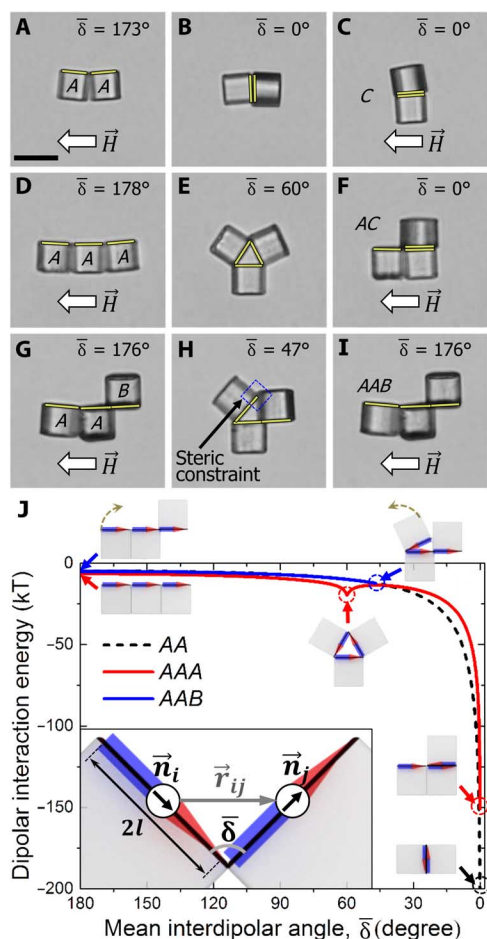 A δ̄ = 173°
B δ̄ = 0°
C δ̄ = 0°
A A
C
H⃗
H⃗
D δ̄ = 178°
E δ̄ = 60°
F δ̄ = 0°
AC
A A A
H⃗
H⃗
G δ̄ = 176°
H δ̄ = 47°
I δ̄ = 176°
B
AAB
A A
Steric
constraint
H⃗
H⃗
J
Dipolar interaction energy (kT)
0
−50
−100
−150
−200
AA
AAA
AAB
n⃗i
n⃗j
r⃗ij
2l
δ̄
180 150 120 90 60 30 0
Mean interdipolar angle, δ̄ (degree)